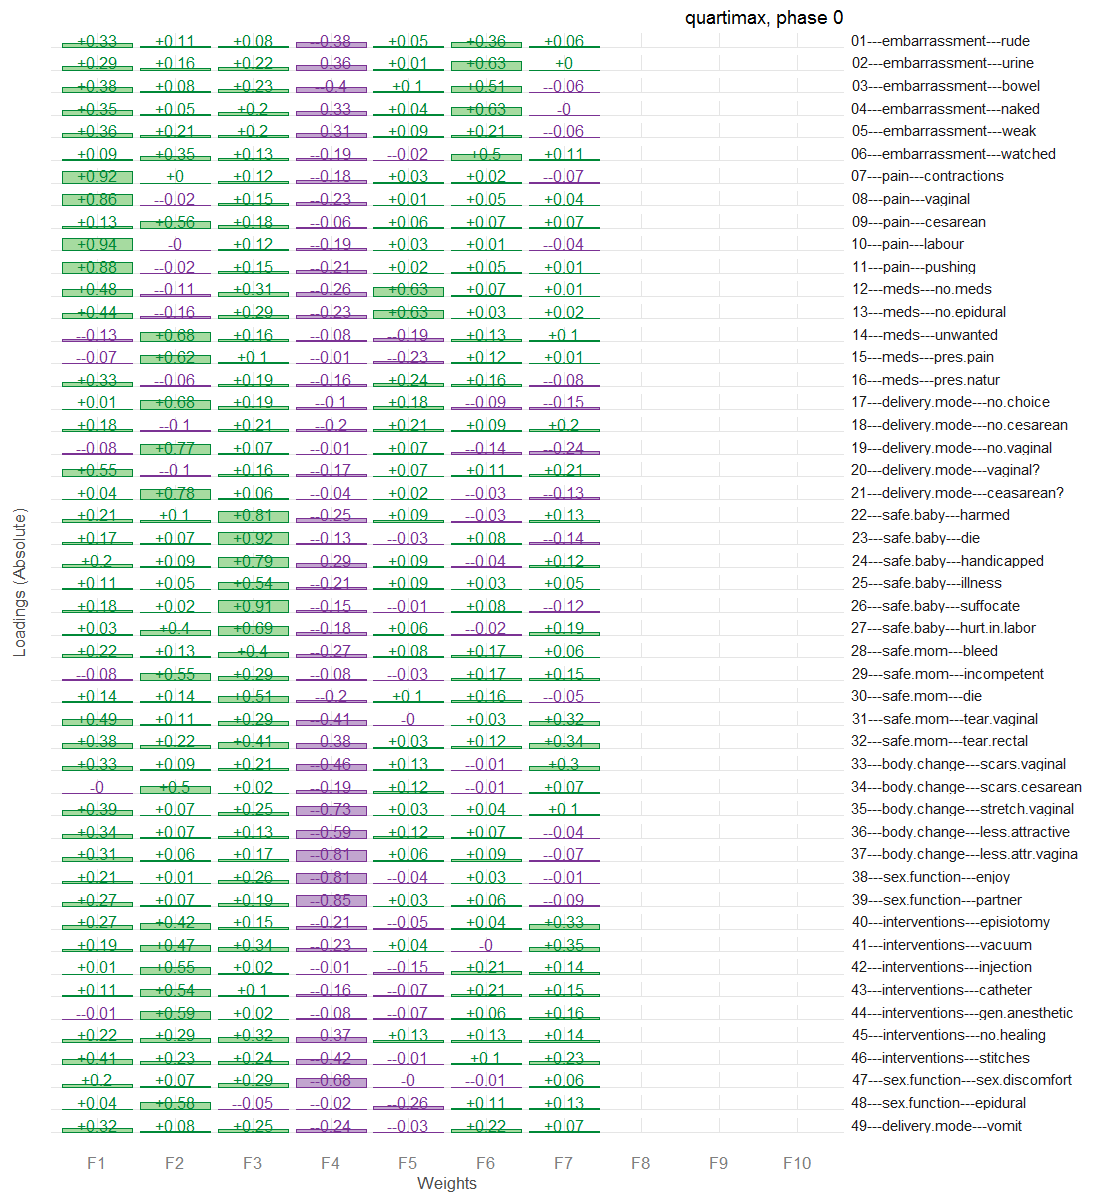 quartimax, phase 0
+0.33 +0.11 +0.08 --0.38 +0.05 +0.36 +0.06 01---embarrassment---rude
+0.29 +0.16 +0.22 --0.36 +0.01 +0.63 +0 02---embarrassment---urine
+0.38 +0.08 +0.23 --0.4 +0.1 +0.51 --0.06 03---embarrassment---bowel
+0.35 +0.05 +0.2 --0.33 +0.04 +0.63 -0 04---embarrassment---naked
+0.36 +0.21 +0.2 --0.31 +0.09 +0.21 --0.06 05---embarrassment---weak
+0.09 +0.35 +0.13 --0.19 --0.02 +0.5 +0.11 06---embarrassment---watched
+0.92 +0 +0.12 --0.18 +0.03 +0.02 --0.07 07---pain---contractions
+0.86 --0.02 +0.15 --0.23 +0.01 +0.05 +0.04 08---pain---vaginal
+0.13 +0.56 +0.18 --0.06 +0.06 +0.07 +0.07 09---pain---cesarean
+0.94 -0 +0.12 --0.19 +0.03 +0.01 --0.04 10---pain---labour
+0.88 --0.02 +0.15 --0.21 +0.02 +0.05 +0.01 11---pain---pushing
+0.48 --0.11 +0.31 --0.26 +0.63 +0.07 +0.01 12---meds---no.meds
+0.44 --0.16 +0.29 --0.23 +0.63 +0.03 +0.02 13---meds---no.epidural
--0.13 +0.68 +0.16 --0.08 --0.19 +0.13 +0.1 14---meds---unwanted
--0.07 +0.62 +0.1 --0.01 --0.23 +0.12 +0.01 15---meds---pres.pain
+0.33 --0.06 +0.19 --0.16 +0.24 +0.16 --0.08 16---meds---pres.natur
+0.01 +0.68 +0.19 --0.1 +0.18 --0.09 --0.15 17---delivery.mode---no.choice
+0.18 --0.1 +0.21 --0.2 +0.21 +0.09 +0.2 18---delivery.mode---no.cesarean
--0.08 +0.77 +0.07 --0.01 +0.07 --0.14 --0.24 19---delivery.mode---no.vaginal
+0.55 --0.1 +0.16 --0.17 +0.07 +0.11 +0.21 20---delivery.mode---vaginal?
+0.04 +0.78 +0.06 --0.04 +0.02 --0.03 --0.13 21---delivery.mode---ceasarean?
+0.21 +0.1 +0.81 --0.25 +0.09 --0.03 +0.13 22---safe.baby---harmed
+0.17 +0.07 +0.92 --0.13 --0.03 +0.08 --0.14 23---safe.baby---die
+0.2 +0.09 +0.79 --0.29 +0.09 --0.04 +0.12 24---safe.baby---handicapped
+0.11 +0.05 +0.54 --0.21 +0.09 +0.03 +0.05 25---safe.baby---illness
+0.18 +0.02 +0.91 --0.15 --0.01 +0.08 --0.12 26---safe.baby---suffocate
+0.03 +0.4 +0.69 --0.18 +0.06 --0.02 +0.19 27---safe.baby---hurt.in.labor
+0.22 +0.13 +0.4 --0.27 +0.08 +0.17 +0.06 28---safe.mom---bleed
--0.08 +0.55 +0.29 --0.08 --0.03 +0.17 +0.15 29---safe.mom---incompetent
+0.14 +0.14 +0.51 --0.2 +0.1 +0.16 --0.05 30---safe.mom---die
+0.49 +0.11 +0.29 --0.41 -0 +0.03 +0.32 31---safe.mom---tear.vaginal
+0.38 +0.22 +0.41 --0.38 +0.03 +0.12 +0.34 32---safe.mom---tear.rectal
+0.33 +0.09 +0.21 --0.46 +0.13 --0.01 +0.3 33---body.change---scars.vaginal
-0 +0.5 +0.02 --0.19 +0.12 --0.01 +0.07 34---body.change---scars.cesarean
+0.39 +0.07 +0.25 --0.73 +0.03 +0.04 +0.1 35---body.change---stretch.vaginal
+0.34 +0.07 +0.13 --0.59 +0.12 +0.07 --0.04 36---body.change---less.attractive
+0.31 +0.06 +0.17 --0.81 +0.06 +0.09 --0.07 37---body.change---less.attr.vagina
+0.21 +0.01 +0.26 --0.81 --0.04 +0.03 --0.01 38---sex.function---enjoy
+0.27 +0.07 +0.19 --0.85 +0.03 +0.06 --0.09 39---sex.function---partner
+0.27 +0.42 +0.15 --0.21 --0.05 +0.04 +0.33 40---interventions---episiotomy
+0.19 +0.47 +0.34 --0.23 +0.04 -0 +0.35 41---interventions---vacuum
+0.01 +0.55 +0.02 --0.01 --0.15 +0.21 +0.14 42---interventions---injection
+0.11 +0.54 +0.1 --0.16 --0.07 +0.21 +0.15 43---interventions---catheter
--0.01 +0.59 +0.02 --0.08 --0.07 +0.06 +0.16 44---interventions---gen.anesthetic
+0.22 +0.29 +0.32 --0.37 +0.13 +0.13 +0.14 45---interventions---no.healing
+0.41 +0.23 +0.24 --0.42 --0.01 +0.1 +0.23 46---interventions---stitches
+0.2 +0.07 +0.29 --0.68 -0 --0.01 +0.06 47---sex.function---sex.discomfort
+0.04 +0.58 --0.05 --0.02 --0.26 +0.11 +0.13 48---sex.function---epidural
+0.32 +0.08 +0.25 --0.24 --0.03 +0.22 +0.07 49---delivery.mode---vomit
F1 F2 F3 F4 F5 F6 F7 F8 F9 F10
Weights
Loadings (Absolute)